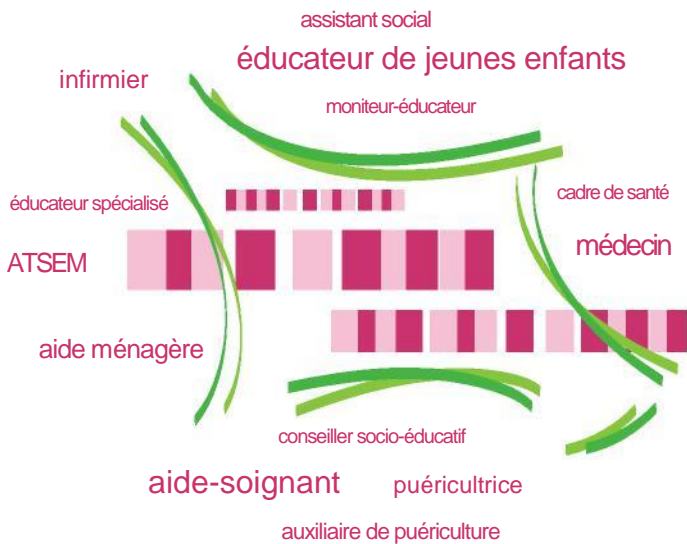 assistant social
éducateur de jeunes enfants
infirmier
moniteur-éducateur
éducateur spécialisé
cadre de santé
ATSEM
médecin
aide ménagère
conseiller socio-éducatif
aide-soignant
puéricultrice
auxiliaire de puériculture